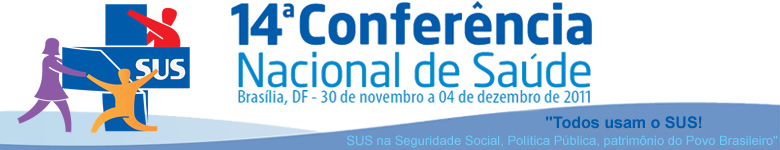 SUS
14ª Conferência
Nacional de Saúde
Brasília, DF - 30 de novembro a 04 de dezembro de 2011
"Todos usam o SUS!
SUS na Seguridade Social, Política Pública, patrimônio do Povo Brasileiro"